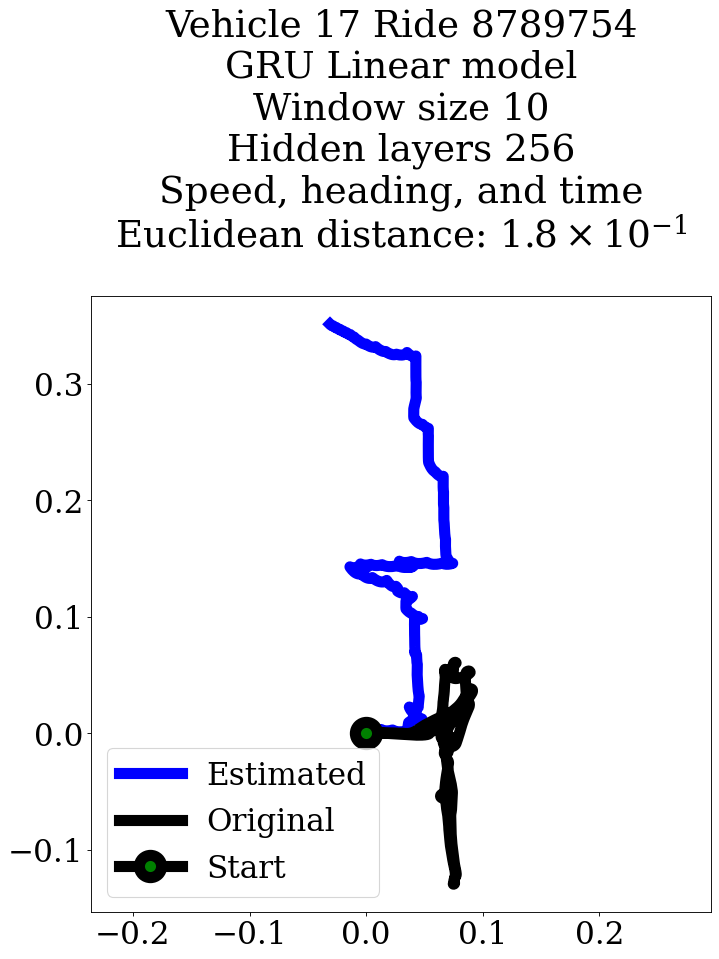 Vehicle 17 Ride 8789754
GRU Linear model
Window size 10
Hidden layers 256
Speed, heading, and time
Euclidean distance: 1.8 × 10⁻¹
0.3
0.2
0.1
0.0
−0.1
Estimated
Original
Start
−0.2 −0.1 0.0 0.1 0.2